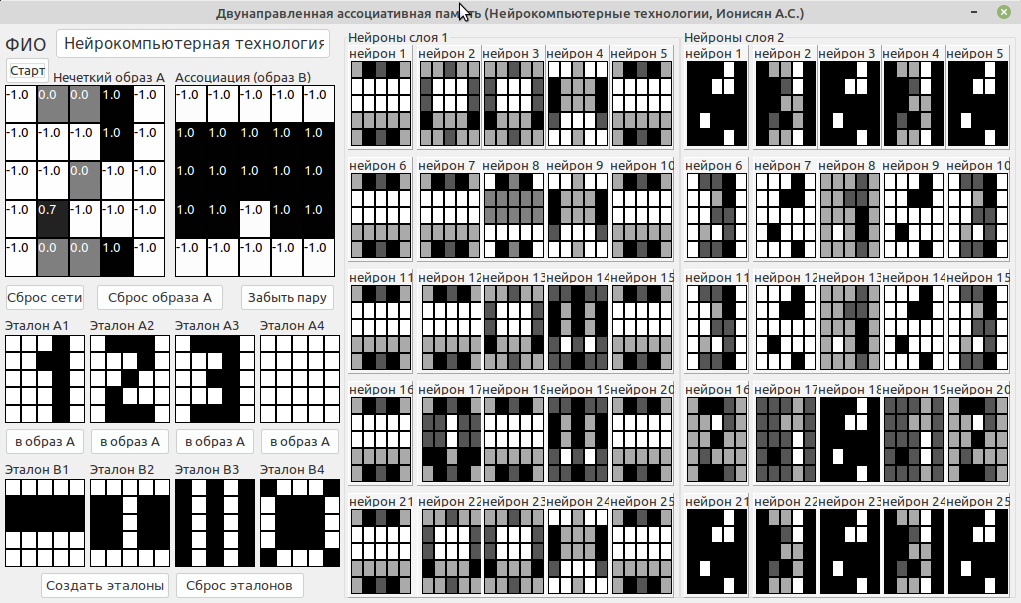 Двунаправленная ассоциативная память (Нейрокомпьютерные технологии, Ионисян А.С.)
ФИО Нейрокомпьютерная технология
Старт Нечеткий образ A Ассоциация (образ B)
-1.0 0.0 0.0 1.0 -1.0 -1.0 -1.0 -1.0 -1.0 -1.0
-1.0 -1.0 -1.0 1.0 -1.0 1.0 1.0 1.0 1.0 1.0
-1.0 -1.0 0.0 -1.0 -1.0 1.0 1.0 1.0 1.0 1.0
-1.0 0.7 -1.0 -1.0 -1.0 1.0 1.0 -1.0 1.0 1.0
-1.0 0.0 0.0 1.0 -1.0 -1.0 -1.0 -1.0 -1.0 -1.0
Сброс сети Сброс образа A Забыть пару
Эталон A1 Эталон A2 Эталон A3 Эталон A4
в образ A в образ A в образ A в образ A
Эталон B1 Эталон B2 Эталон B3 Эталон B4
Создать эталоны Сброс эталонов
Нейроны слоя 1
нейрон 1 нейрон 2 нейрон 3 нейрон 4 нейрон 5
нейрон 6 нейрон 7 нейрон 8 нейрон 9 нейрон 10
нейрон 11 нейрон 12 нейрон 13 нейрон 14 нейрон 15
нейрон 16 нейрон 17 нейрон 18 нейрон 19 нейрон 20
нейрон 21 нейрон 22 нейрон 23 нейрон 24 нейрон 25
Нейроны слоя 2
нейрон 1 нейрон 2 нейрон 3 нейрон 4 нейрон 5
нейрон 6 нейрон 7 нейрон 8 нейрон 9 нейрон 10
нейрон 11 нейрон 12 нейрон 13 нейрон 14 нейрон 15
нейрон 16 нейрон 17 нейрон 18 нейрон 19 нейрон 20
нейрон 21 нейрон 22 нейрон 23 нейрон 24 нейрон 25